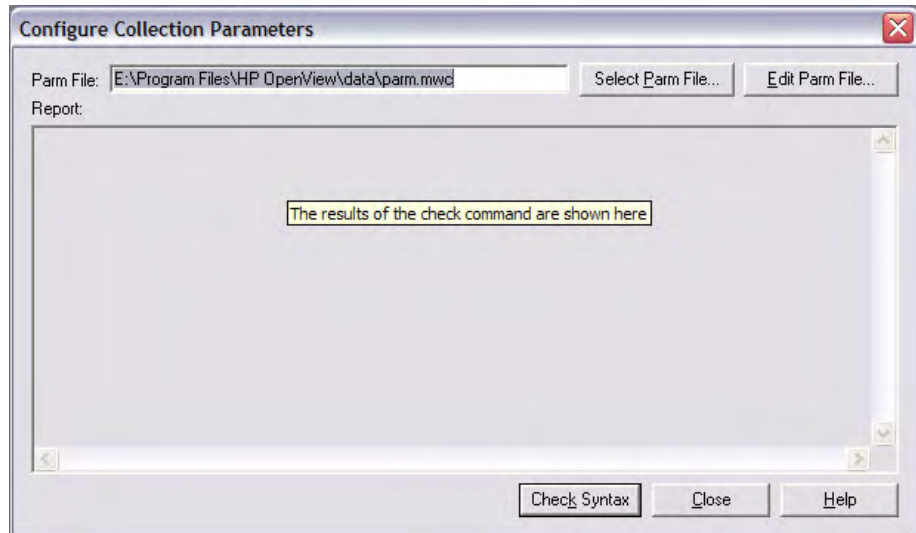 Configure Collection Parameters
Parm File: E:\Program Files\HP OpenView\data\parm.mwc Select Parm File... Edit Parm File...
Report:
The results of the check command are shown here
Check Syntax Close Help